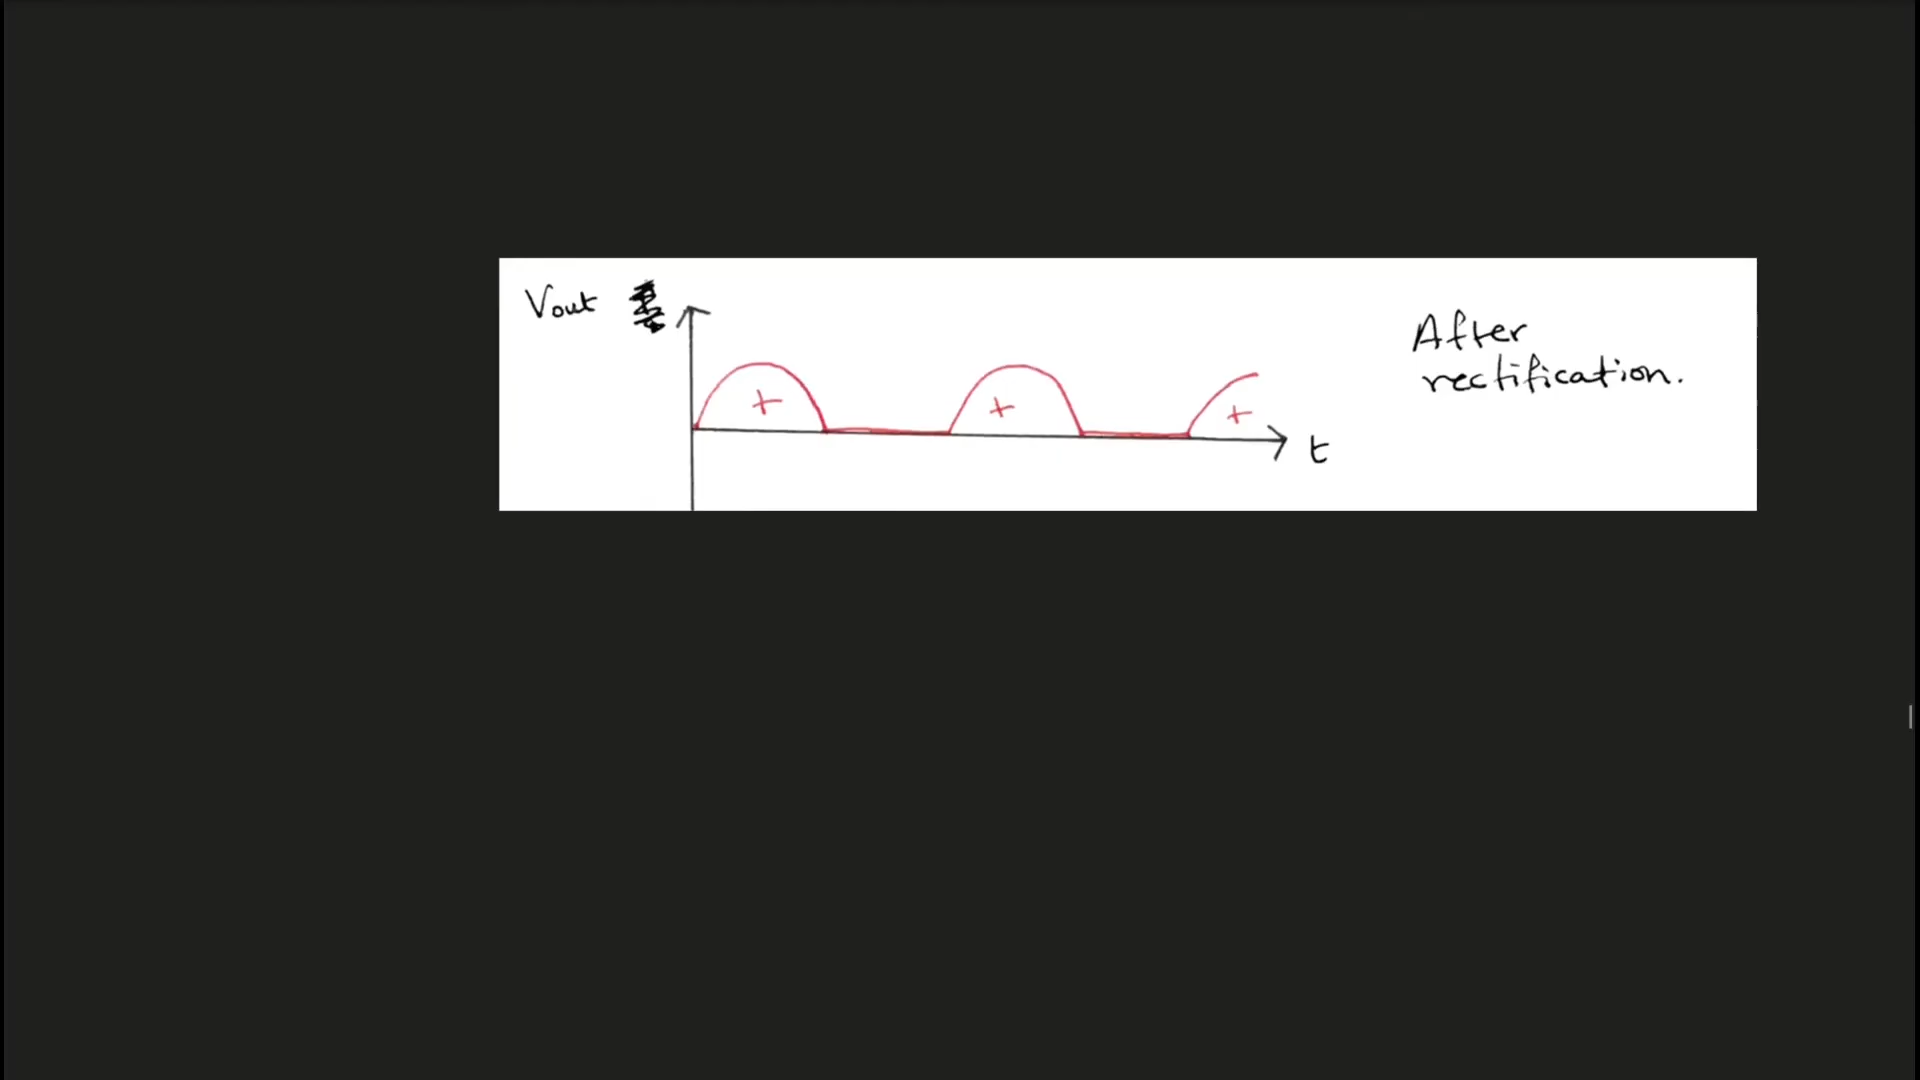 Vout
After
rectification.
+
+
+
t